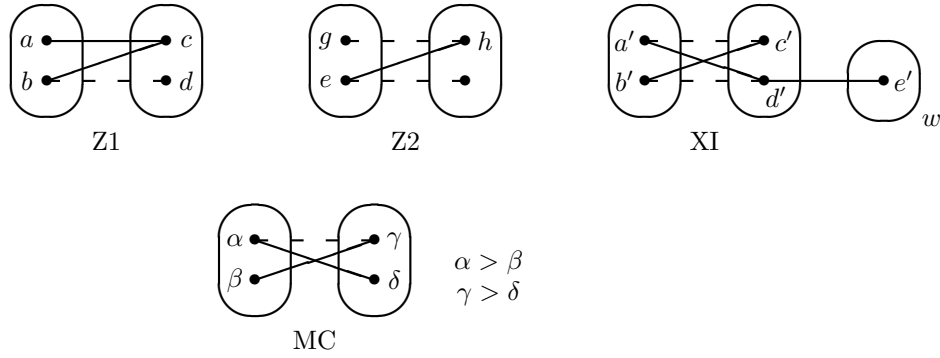 a c g h a′ c′
b d e b′ d′ e′
w
Z1 Z2 XI
α γ
β δ
α > β
γ > δ
MC